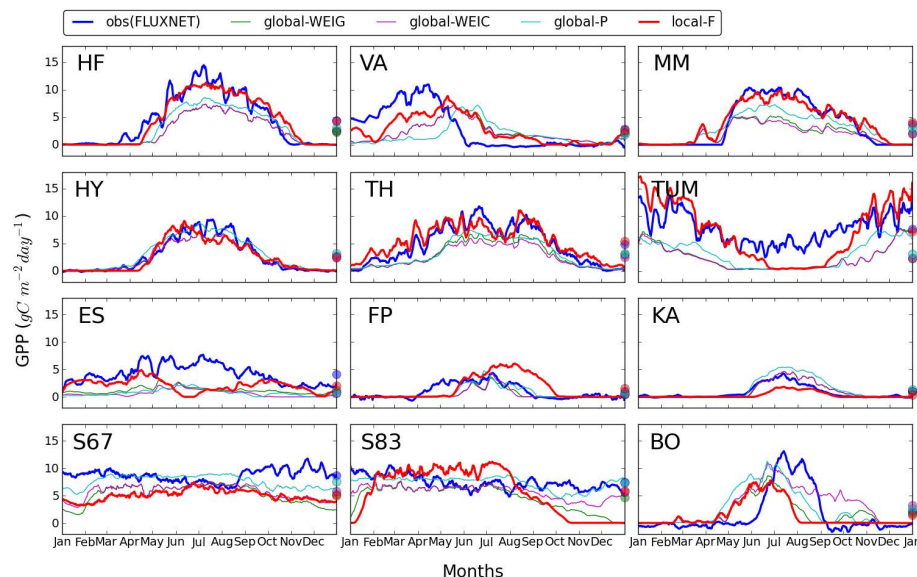 obs(FLUXNET) global-WEIG global-WEIC global-P local-F
HF VA MM
15
10
5
0
HY TH TUM
15
10
5
0
GPP (gC m⁻² day⁻¹)
ES FP KA
15
10
5
0
S67 S83 BO
15
10
5
0
Jan Feb Mar Apr May Jun Jul Aug Sep Oct Nov Dec Jan Feb Mar Apr May Jun Jul Aug Sep Oct Nov Dec Jan Feb Mar Apr May Jun Jul Aug Sep Oct Nov Dec Jan
Months